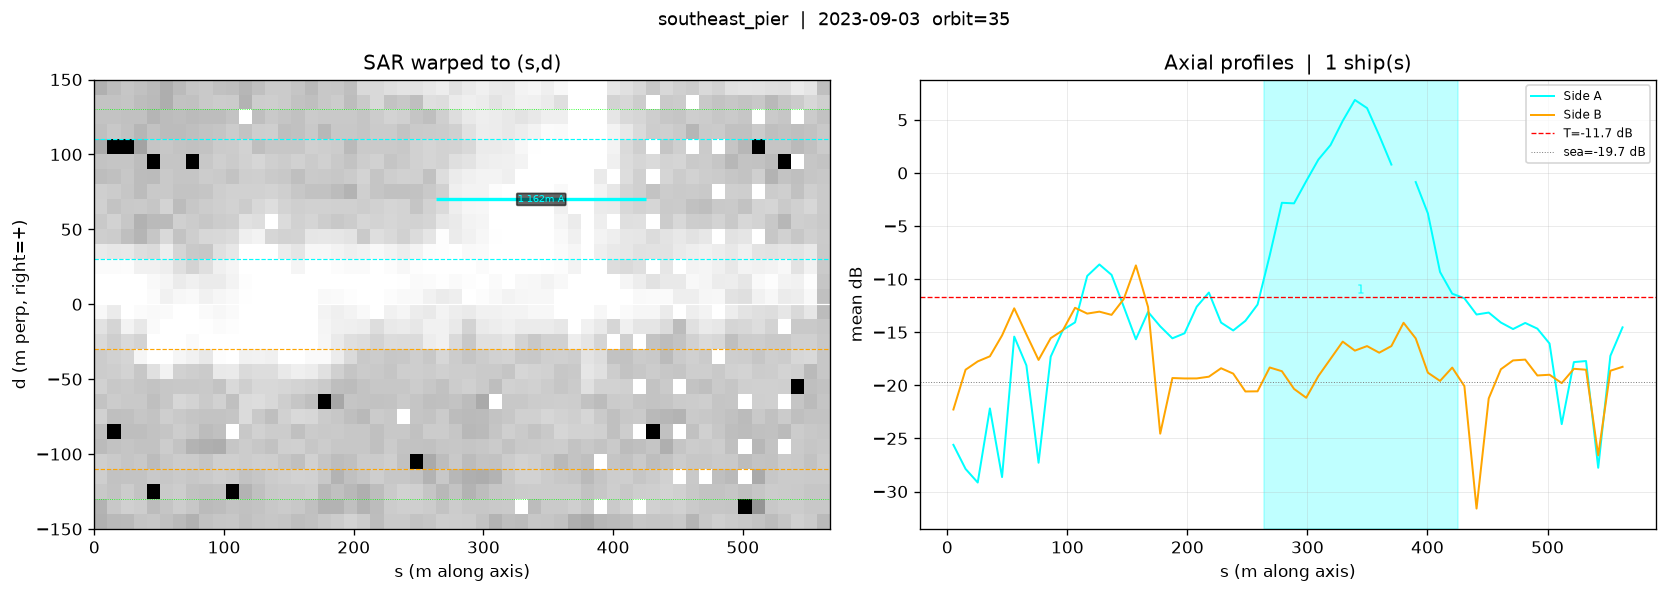 southeast_pier | 2023-09-03 orbit=35
SAR warped to (s,d)
150
100
50
0
−50
−100
−150
d (m perp, right=+)
1 162m A
0
100
200
300
400
500
s (m along axis)
Axial profiles | 1 ship(s)
5
0
−5
−10
−15
−20
−25
−30
mean dB
Side A
Side B
T=-11.7 dB
sea=-19.7 dB
1
0
100
200
300
400
500
s (m along axis)